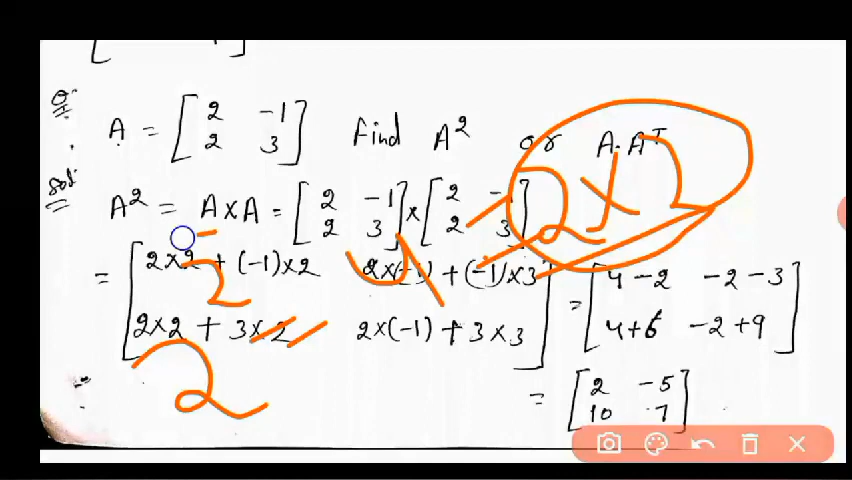 Q.
A = [ 2 -1 ] Find A² or A.Aᵀ
[ 2 3 ]
Sol.
A² = A×A = [ 2 -1 ] × [ 2 -1 ] 2×2
[ 2 3 ] [ 2 3 ]
= [ 2×2 + (-1)×2 2×(-1) + (-1)×3 ] = [ 4 -2 -2 -3 ]
[ 2×2 + 3×2 2×(-1) + 3×3 ] [ 4+6 -2 +9 ]
2
2
= [ 2 -5 ]
[ 10 7 ]